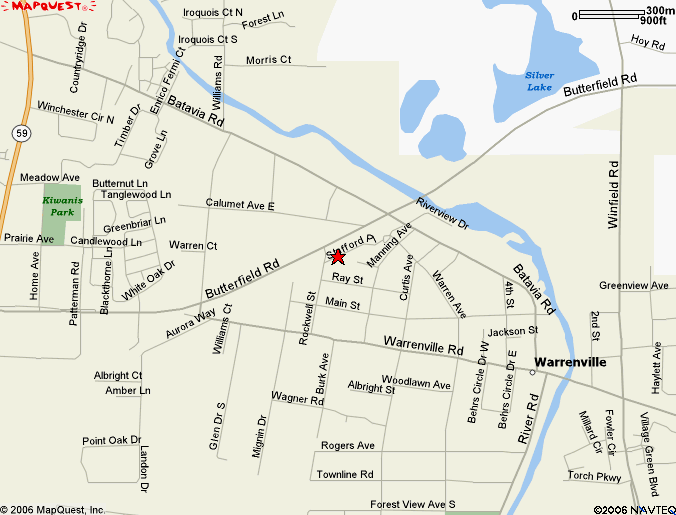 MAPQUEST®
Iroquois Ct N
Forest Ln
0 300m
900ft
Countryridge Dr
Iroquois Ct S
Hoy Rd
Enrico Fermi Ct
Williams Rd
Morris Ct
Silver
Lake
Butterfield Rd
Winchester Cir N
Timber Dr
Batavia Rd
59
Grove Ln
Meadow Ave
Butternut Ln
Tanglewood Ln
Kiwanis
Park
Calumet Ave E
Riverview Dr
Winfield Rd
Greenbriar Ln
Prairie Ave
Candlewood Ln
Warren Ct
Stafford Pl
Manning Ave
Home Ave
Patterman Rd
Blackthorne Ln
White Oak Dr
Butterfield Rd
Ray St
Curtis Ave
Warren Ave
Batavia Rd
4th St
Greenview Ave
Main St
Rockwell St
Aurora Way
Williams Ct
Jackson St
2nd St
Warrenville Rd
Warrenville
Haylett Ave
Albright Ct
Amber Ln
Burk Ave
Woodlawn Ave
Albright St
Behrs Circle Dr W
Behrs Circle Dr E
Wagner Rd
River Rd
Glen Dr S
Mignin Dr
Millard Cir
Fowler Cir
Village Green Blvd
Point Oak Dr
Landon Dr
Rogers Ave
Townline Rd
Torch Pkwy
Forest View Ave S
© 2006 MapQuest, Inc.
©2006 NAVTEQ